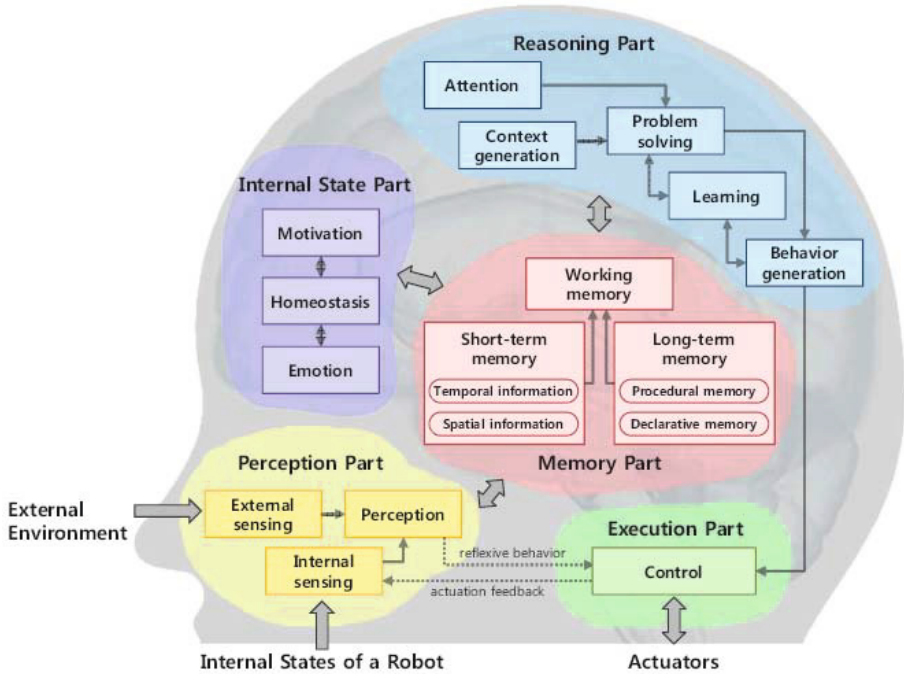 Reasoning Part
Attention
Problem
solving
Context
generation
Learning
Behavior
generation
Internal State Part
Motivation
Homeostasis
Emotion
Working
memory
Short-term
memory
Temporal information
Spatial information
Long-term
memory
Procedural memory
Declarative memory
Memory Part
Perception Part
External
Environment
External
sensing
Perception
Internal
sensing
reflexive behavior
actuation feedback
Execution Part
Control
Internal States of a Robot
Actuators